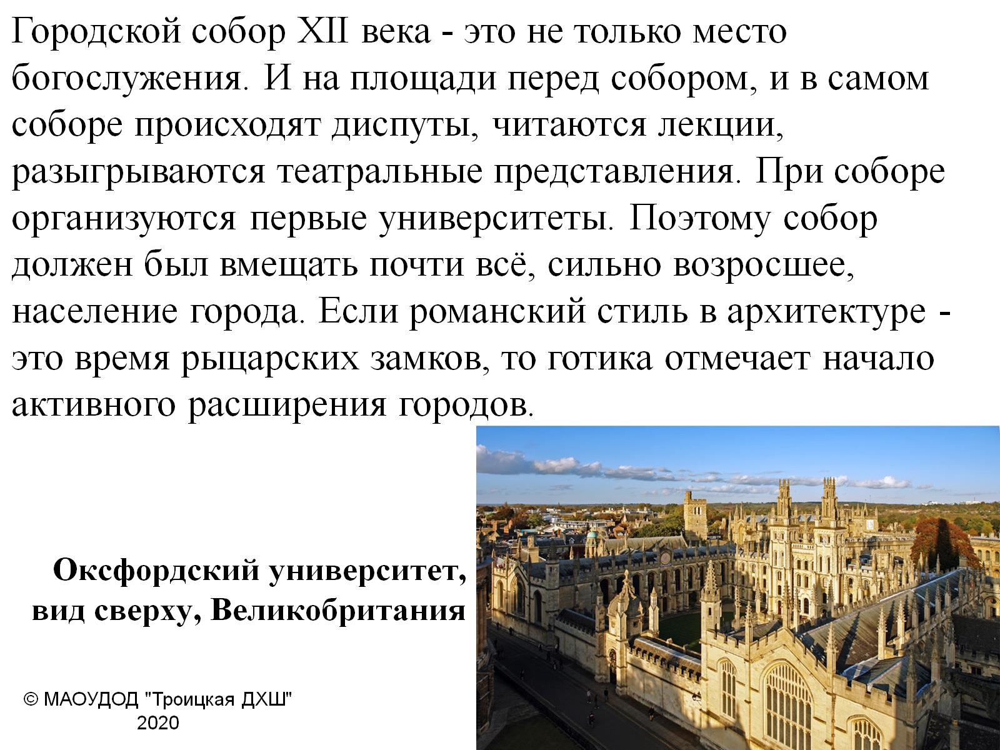 Городской собор XII века - это не только место
богослужения. И на площади перед собором, и в самом
соборе происходят диспуты, читаются лекции,
разыгрываются театральные представления. При соборе
организуются первые университеты. Поэтому собор
должен был вмещать почти всё, сильно возросшее,
население города. Если романский стиль в архитектуре -
это время рыцарских замков, то готика отмечает начало
активного расширения городов.
Оксфордский университет,
вид сверху, Великобритания
© МАОУДОД "Троицкая ДХШ"
2020